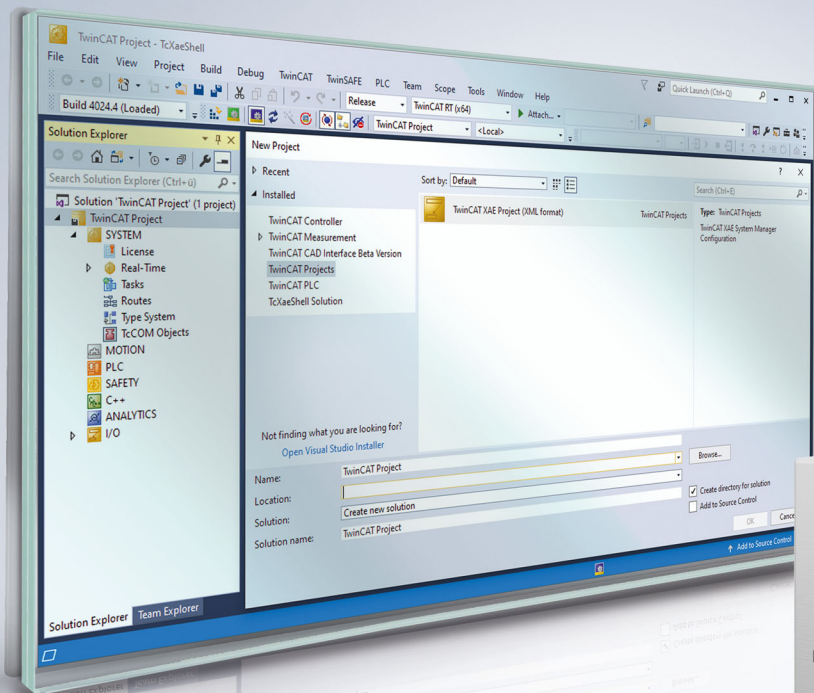 TwinCAT Project - TcXaeShell
File Edit View Project Build Debug TwinCAT TwinSAFE PLC Team Scope Tools Window Help
Quick Launch (Ctrl+Q)
Release TwinCAT RT (x64) Attach...
Build 4024.4 (Loaded) TwinCAT Project <Local>
Solution Explorer
Search Solution Explorer (Ctrl+ü)
Solution 'TwinCAT Project' (1 project)
TwinCAT Project
SYSTEM
License
Real-Time
Tasks
Routes
Type System
TcCOM Objects
MOTION
PLC
SAFETY
C++
ANALYTICS
I/O
Solution Explorer Team Explorer
New Project
? X
Recent
Installed
TwinCAT Controller
TwinCAT Measurement
TwinCAT CAD Interface Beta Version
TwinCAT Projects
TwinCAT PLC
TcXaeShell Solution
Not finding what you are looking for?
Open Visual Studio Installer
Sort by: Default
Search (Ctrl+E)
TwinCAT XAE Project (XML format) TwinCAT Projects
Type: TwinCAT Projects
TwinCAT XAE System Manager
Configuration
Name: TwinCAT Project
Location:
Browse...
Solution: Create new solution
Solution name: TwinCAT Project
Create directory for solution
Add to Source Control
OK
Add to Source Control